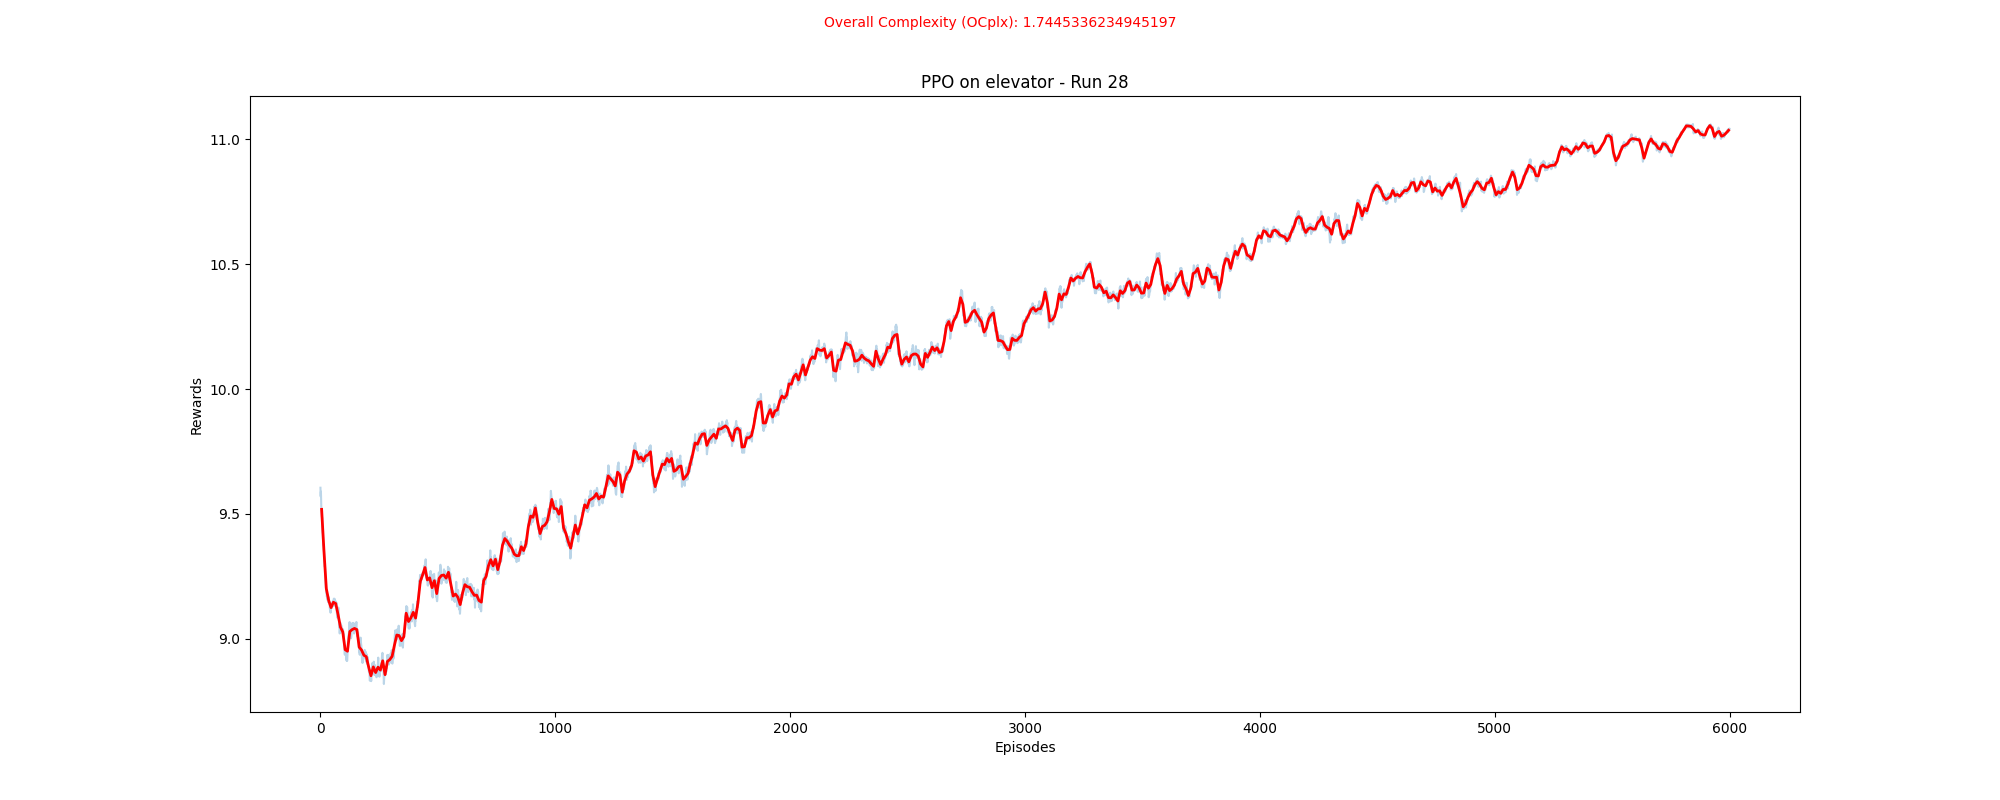 Overall Complexity (OCplx): 1.7445336234945197
PPO on elevator - Run 28
11.0
10.5
10.0
9.5
9.0
Rewards
0 1000 2000 3000 4000 5000 6000
Episodes